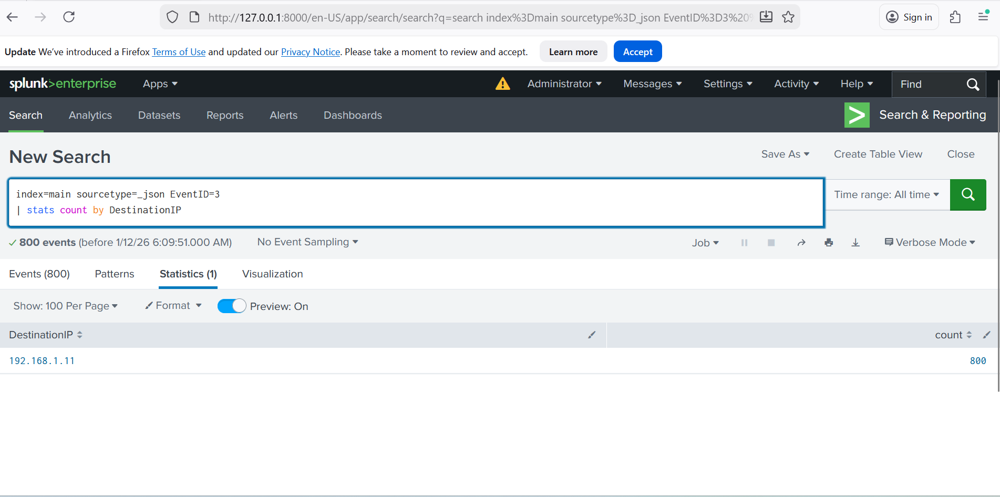 http://127.0.0.1:8000/en-US/app/search/search?q=search index%3Dmain sourcetype%3D_json EventID%3D3%20%
Sign in
Update We've introduced a Firefox Terms of Use and updated our Privacy Notice. Please take a moment to review and accept. Learn more Accept
splunk>enterprise Apps Administrator Messages Settings Activity Help Find
Search Analytics Datasets Reports Alerts Dashboards Search & Reporting
New Search Save As Create Table View Close
index=main sourcetype=_json EventID=3
| stats count by DestinationIP
Time range: All time
800 events (before 1/12/26 6:09:51.000 AM) No Event Sampling Job Verbose Mode
Events (800) Patterns Statistics (1) Visualization
Show: 100 Per Page Format Preview: On
DestinationIP count
192.168.1.11 800